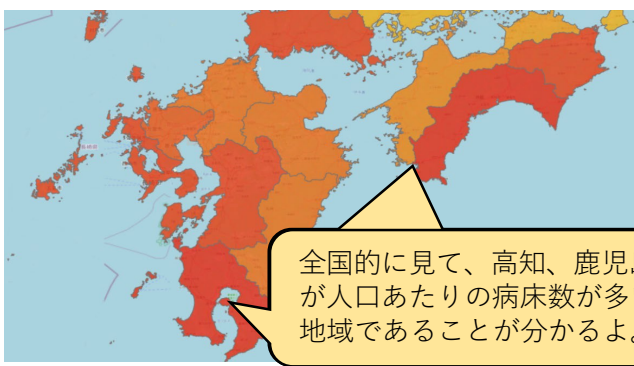 全国的に見て、高知、鹿児
が人口あたりの病床数が多
地域であることが分かるよ